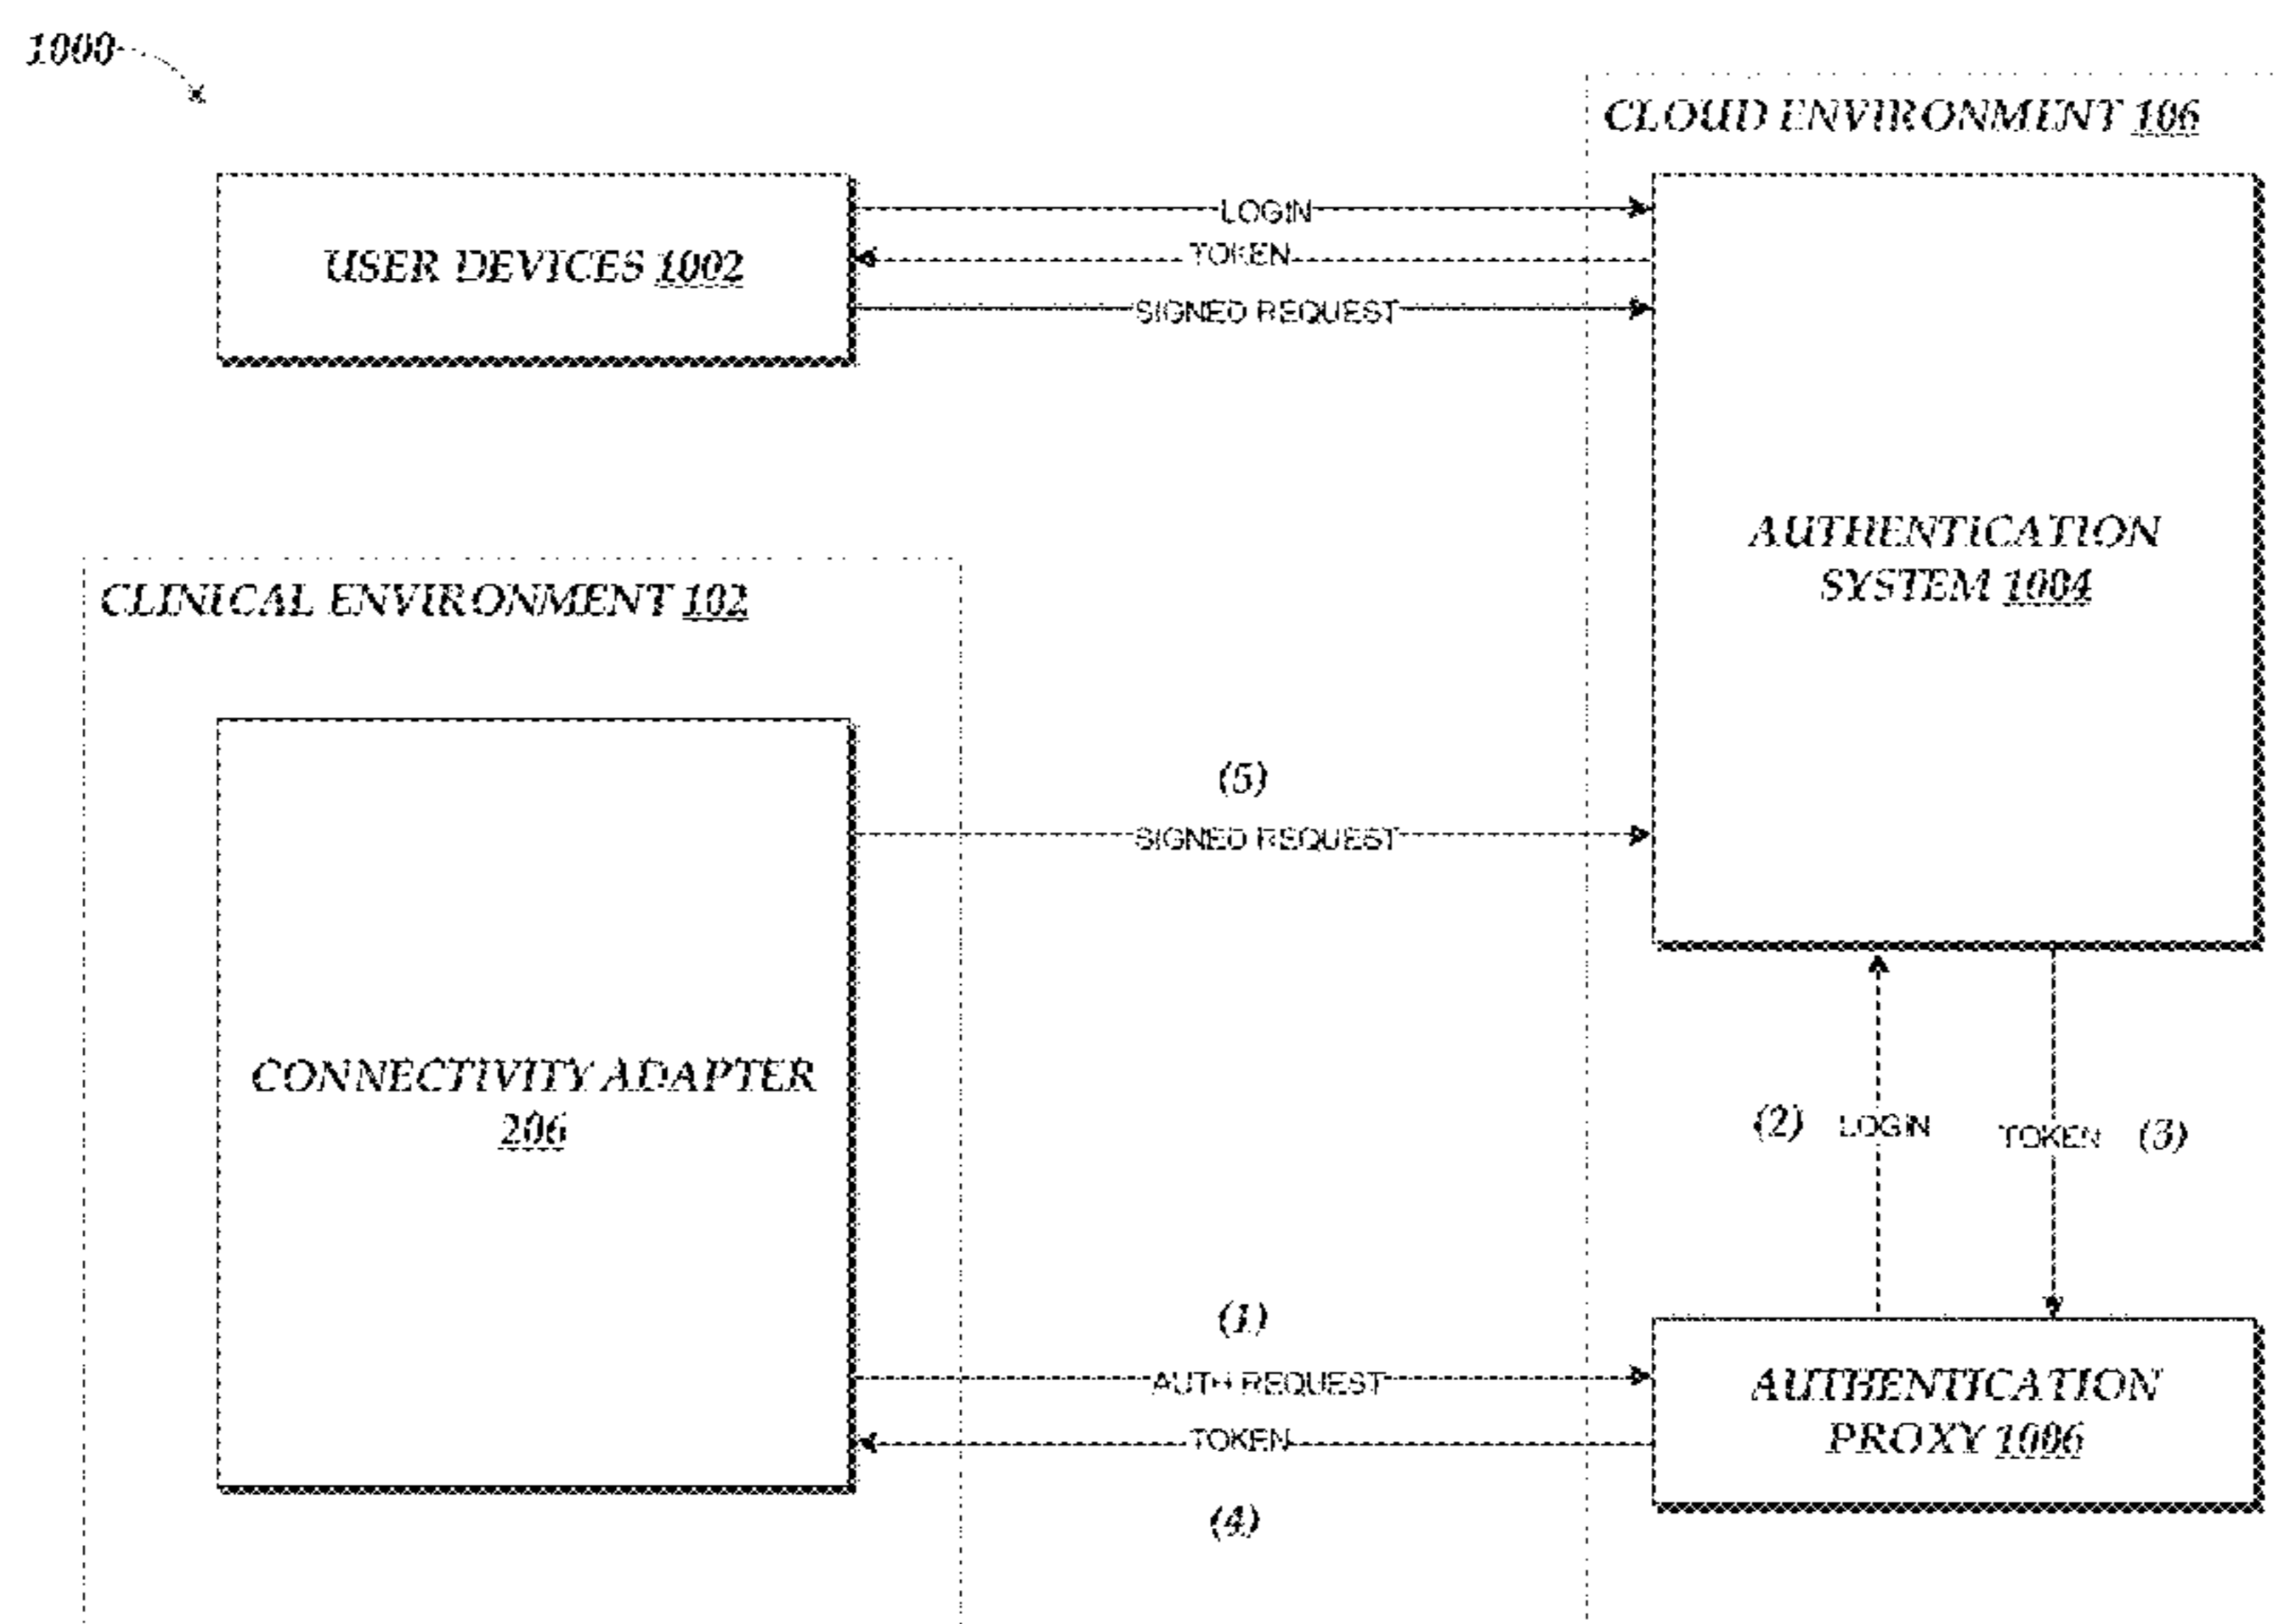 1000
CLOUD ENVIRONMENT 106
USER DEVICES 1002
LOGIN
TOKEN
SIGNED REQUEST
AUTHENTICATION
SYSTEM 1004
CLINICAL ENVIRONMENT 102
(5)
SIGNED REQUEST
CONNECTIVITY ADAPTER
206
(2) LOGIN
TOKEN (3)
(1)
AUTH REQUEST
TOKEN
(4)
AUTHENTICATION
PROXY 1006